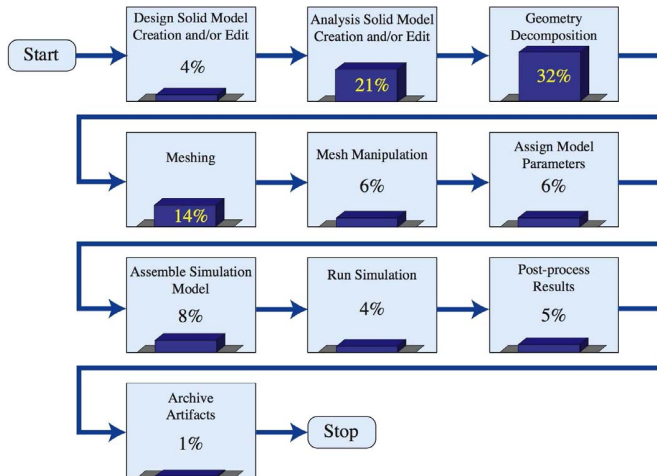 Start
Design Solid Model
Creation and/or Edit
4%
Analysis Solid Model
Creation and/or Edit
21%
Geometry
Decomposition
32%
Meshing
14%
Mesh Manipulation
6%
Assign Model
Parameters
6%
Assemble Simulation
Model
8%
Run Simulation
4%
Post-process
Results
5%
Archive
Artifacts
1%
Stop